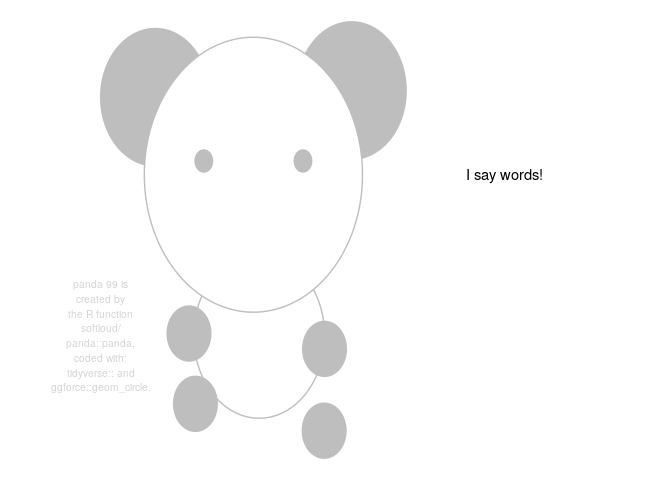 I say words!
panda 99 is
created by
the R function
softloud/
panda::panda,
coded with:
tidyverse:: and
ggforce::geom_circle.